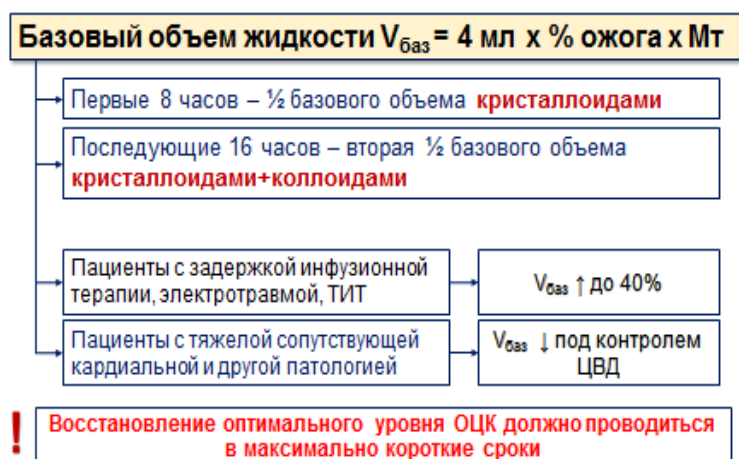 Базовый объем жидкости Vбаз = 4 мл x % ожога x Мт
Первые 8 часов – ½ базового объема кристаллоидами
Последующие 16 часов – вторая ½ базового объема
кристаллоидами+коллоидами
Пациенты с задержкой инфузионной
терапии, электротравмой, ТИТ
Vбаз ↑ до 40%
Пациенты с тяжелой сопутствующей
кардиальной и другой патологией
Vбаз ↓ под контролем
ЦВД
! Восстановление оптимального уровня ОЦК должно проводиться
в максимально короткие сроки